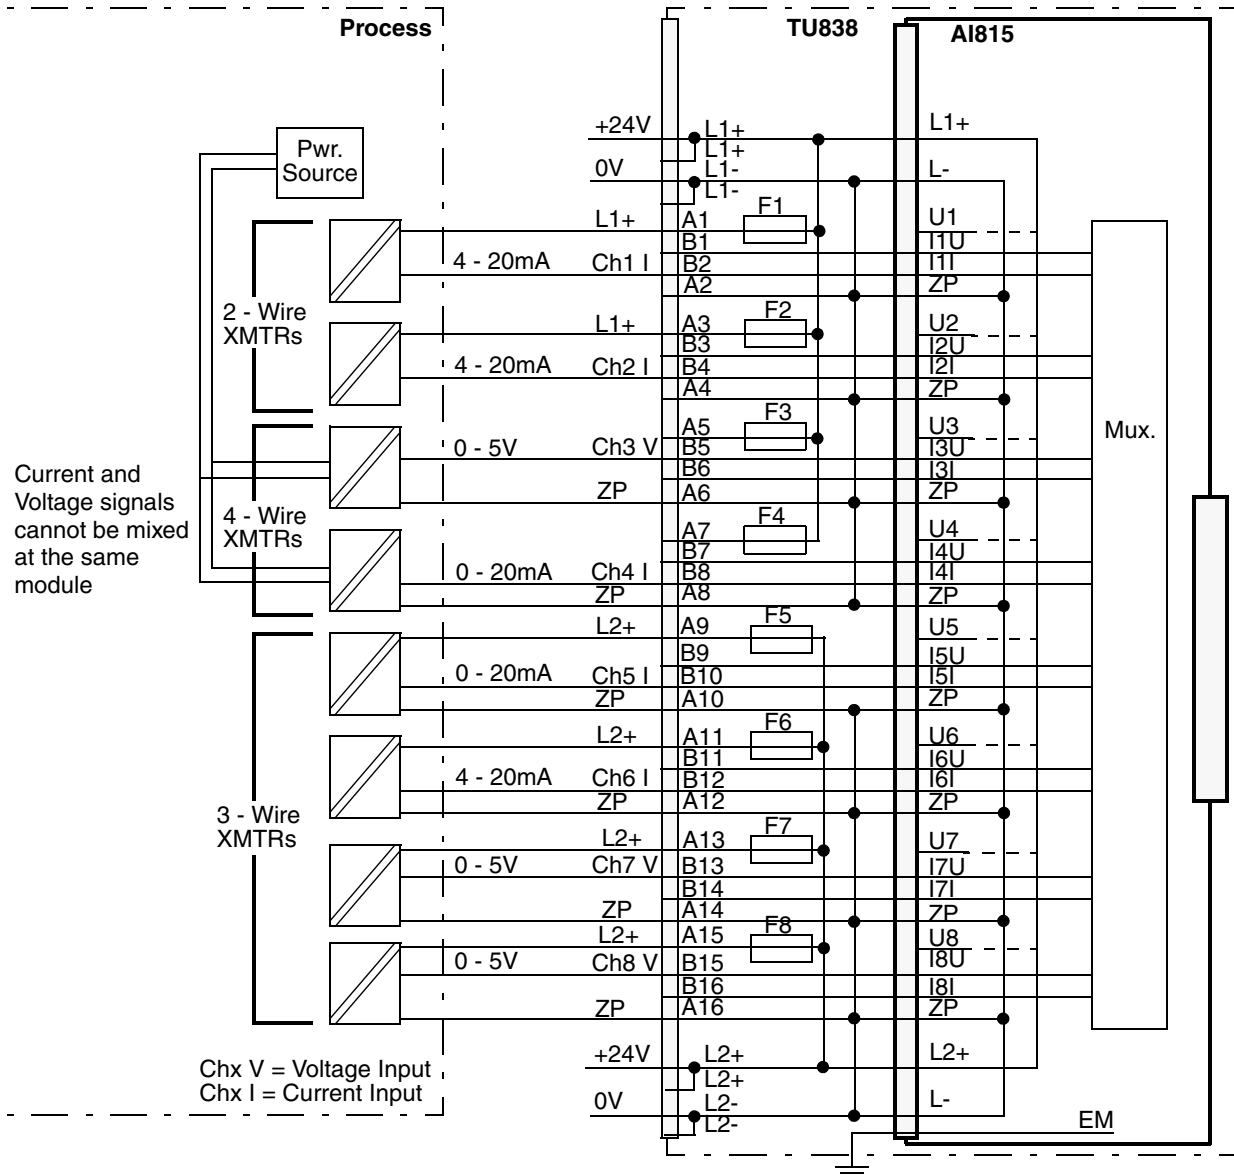 Process
TU838
AI815
+24V
L1+
L1+
L1+
0V
L1-
L-
L1-
Pwr.
Source
L1+
A1
F1
U1
B1
I1U
4 - 20mA
Ch1 I
B2
I1I
A2
ZP
2 - Wire
XMTRs
L1+
A3
F2
U2
B3
I2U
4 - 20mA
Ch2 I
B4
I2I
A4
ZP
A5
F3
U3
0 - 5V
Ch3 V
B5
I3U
B6
I3I
ZP
A6
ZP
Mux.
Current and
Voltage signals
cannot be mixed
at the same
module
4 - Wire
XMTRs
A7
F4
U4
B7
I4U
0 - 20mA
Ch4 I
B8
I4I
ZP
A8
ZP
L2+
A9
F5
U5
B9
I5U
0 - 20mA
Ch5 I
B10
I5I
ZP
A10
ZP
L2+
A11
F6
U6
B11
I6U
4 - 20mA
Ch6 I
B12
I6I
ZP
A12
ZP
3 - Wire
XMTRs
L2+
A13
F7
U7
0 - 5V
Ch7 V
B13
I7U
B14
I7I
ZP
A14
ZP
L2+
A15
F8
U8
0 - 5V
Ch8 V
B15
I8U
B16
I8I
ZP
A16
ZP
+24V
L2+
L2+
L2+
0V
L2-
L-
L2-
EM
Chx V = Voltage Input
Chx I = Current Input